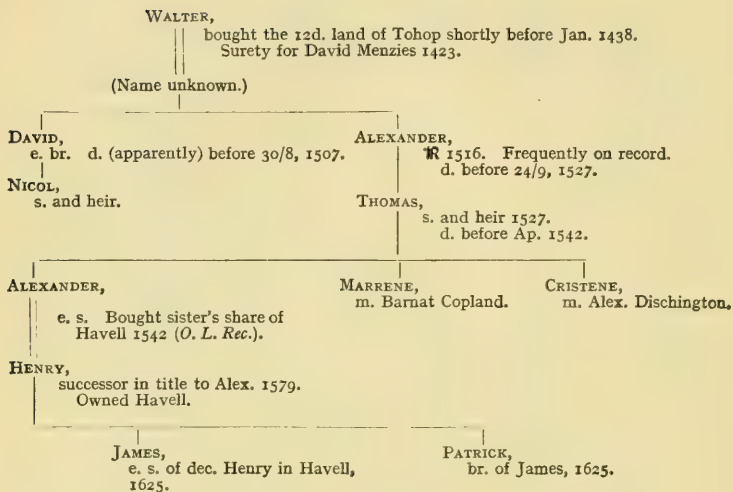 WALTER,
bought the 12d. land of Tohop shortly before Jan. 1438.
Surety for David Menzies 1423.
(Name unknown.)
DAVID,
e. br. d. (apparently) before 30/8, 1507.
NICOL,
s. and heir.
ALEXANDER,
R 1516. Frequently on record.
d. before 24/9, 1527.
THOMAS,
s. and heir 1527.
d. before Ap. 1542.
ALEXANDER,
e. s. Bought sister's share of
Havell 1542 (O. L. Rec.).
MARRENE,
m. Barnat Copland.
CRISTENE,
m. Alex. Dischington.
HENRY,
successor in title to Alex. 1579.
Owned Havell.
JAMES,
e. s. of dec. Henry in Havell,
1625.
PATRICK,
br. of James, 1625.